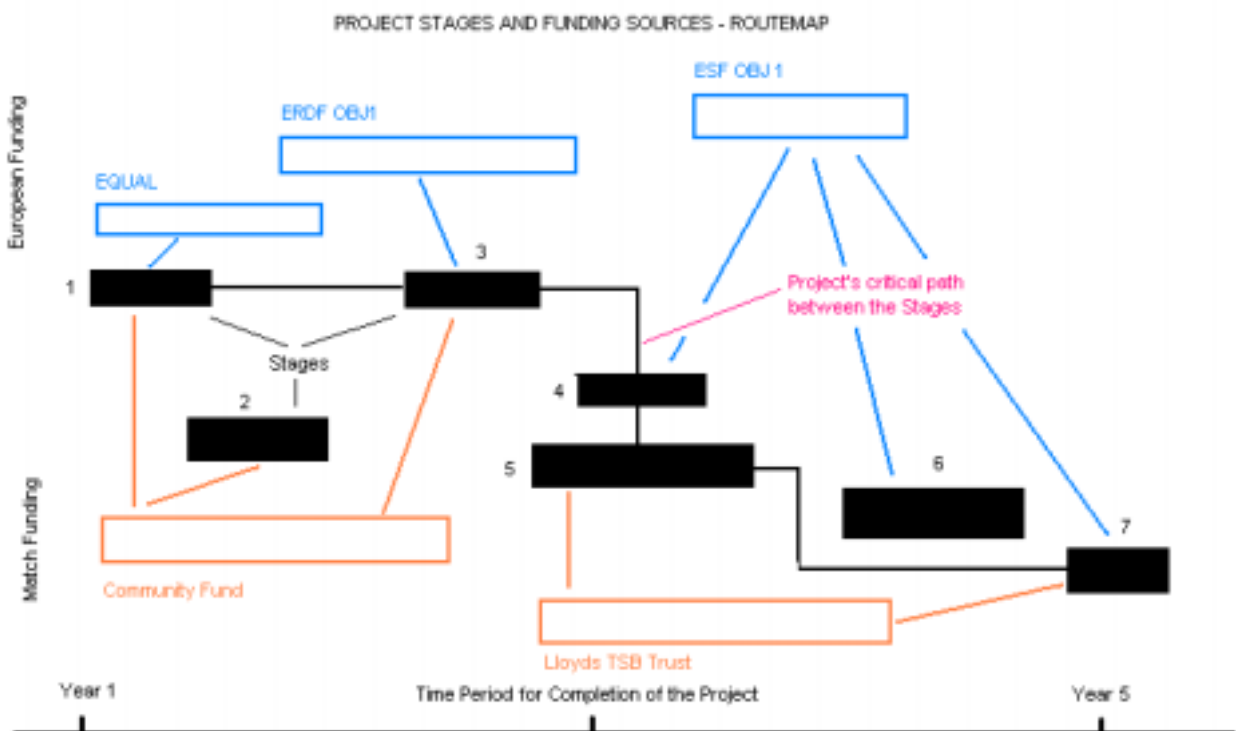 PROJECT STAGES AND FUNDING SOURCES - ROUTEMAP
European Funding
ESF OBJ 1
ERDF OBJ1
EQUAL
3
1
Project's critical path
between the Stages
Stages
4
2
5
6
Match Funding
7
Community Fund
Lloyds TSB Trust
Year 1
Time Period for Completion of the Project
Year 5